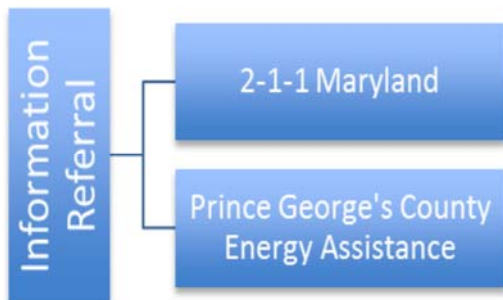 Information
Referral
2-1-1 Maryland
Prince George's County
Energy Assistance